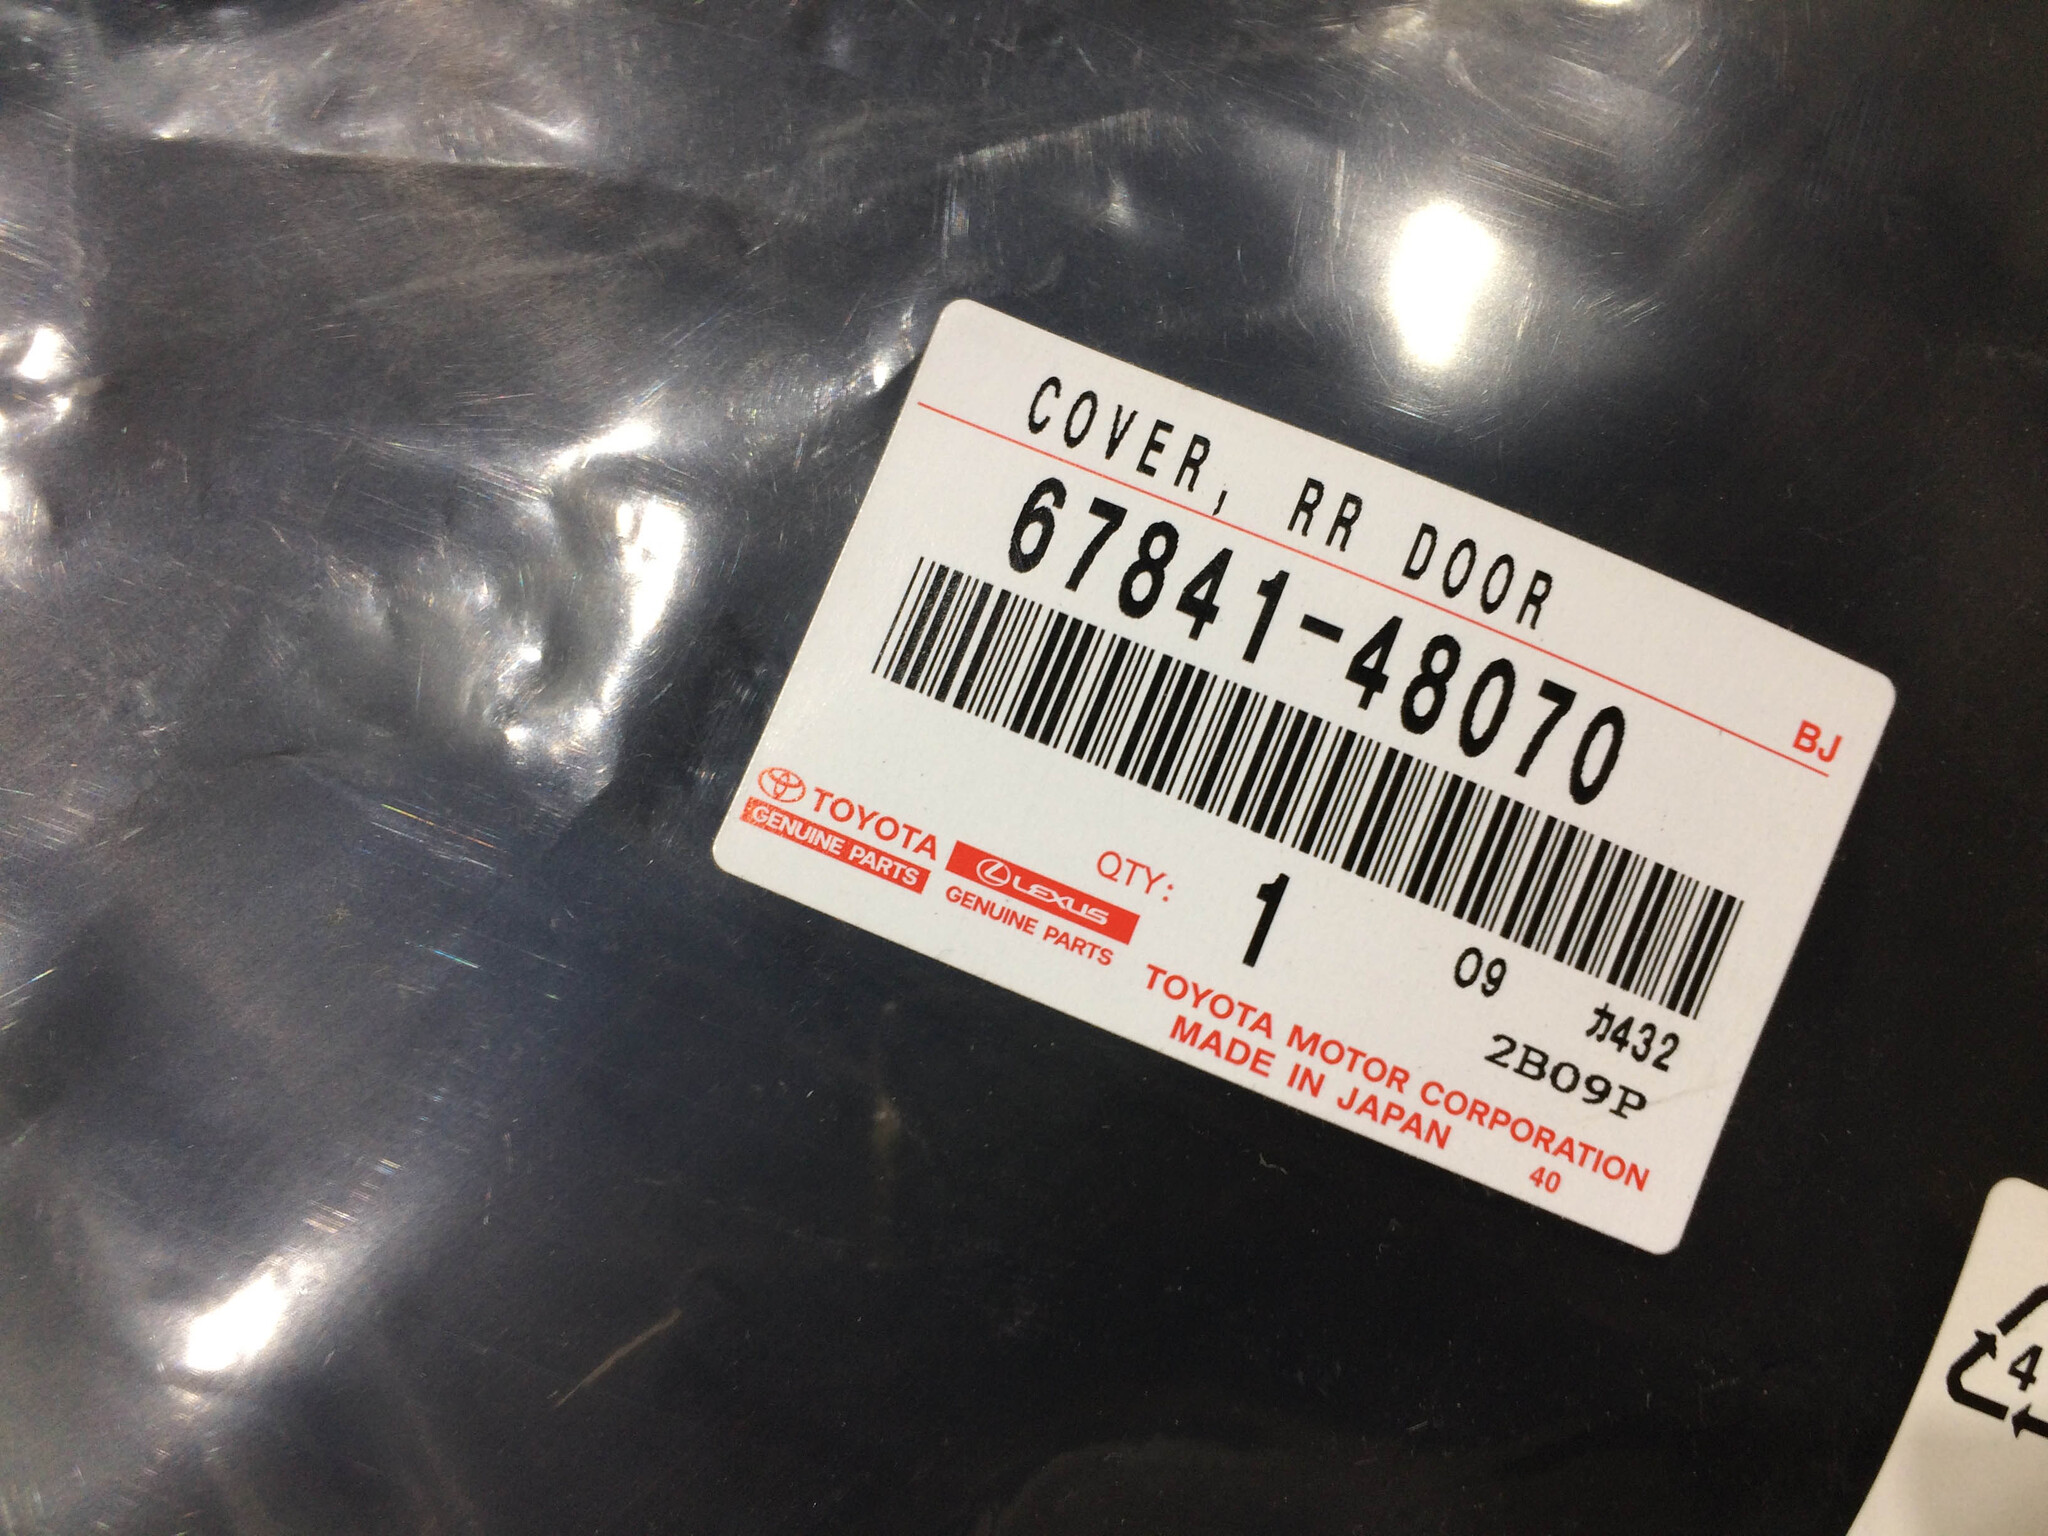 COVER, RR DOOR
BJ
67841-48070
TOYOTA
GENUINE PARTS
LEXUS
GENUINE PARTS
QTY: 1
09 カ432
2B09P
TOYOTA MOTOR CORPORATION
MADE IN JAPAN 40
4